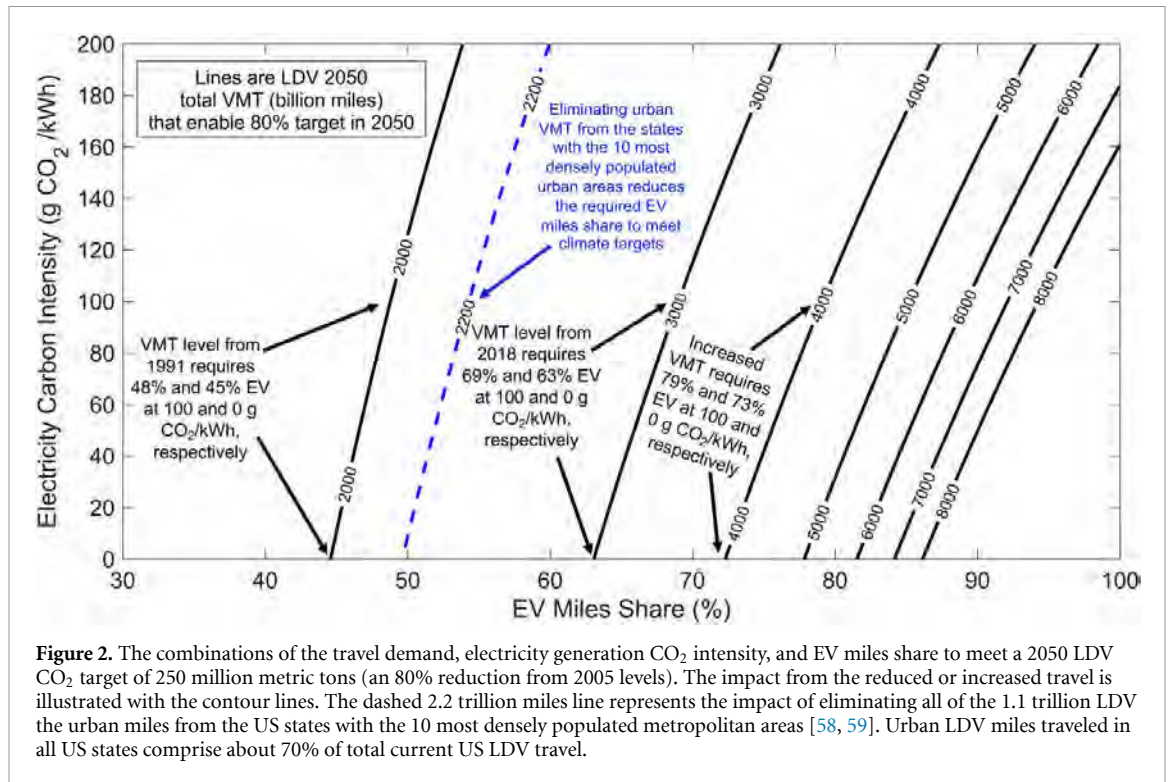 Lines are LDV 2050
total VMT (billion miles)
that enable 80% target in 2050
Eliminating urban
VMT from the states
with the 10 most
densely populated
urban areas reduces
the required EV
miles share to meet
climate targets
VMT level from
1991 requires
48% and 45% EV
at 100 and 0 g
CO₂/kWh,
respectively
VMT level from
2018 requires
69% and 63% EV
at 100 and 0 g
CO₂/kWh,
respectively
Increased
VMT requires
79% and 73%
EV at 100 and
0 g CO₂/kWh,
respectively
2000
2000
2200
2200
3000
3000
4000
4000
4000
5000
5000
5000
6000
6000
6000
7000
7000
8000
8000
Electricity Carbon Intensity (g CO₂/kWh)
200
180
160
140
120
100
80
60
40
20
0
30
40
50
60
70
80
90
100
EV Miles Share (%)
Figure 2. The combinations of the travel demand, electricity generation CO₂ intensity, and EV miles share to meet a 2050 LDV
CO₂ target of 250 million metric tons (an 80% reduction from 2005 levels). The impact from the reduced or increased travel is
illustrated with the contour lines. The dashed 2.2 trillion miles line represents the impact of eliminating all of the 1.1 trillion LDV
the urban miles from the US states with the 10 most densely populated metropolitan areas [58, 59]. Urban LDV miles traveled in
all US states comprise about 70% of total current US LDV travel.